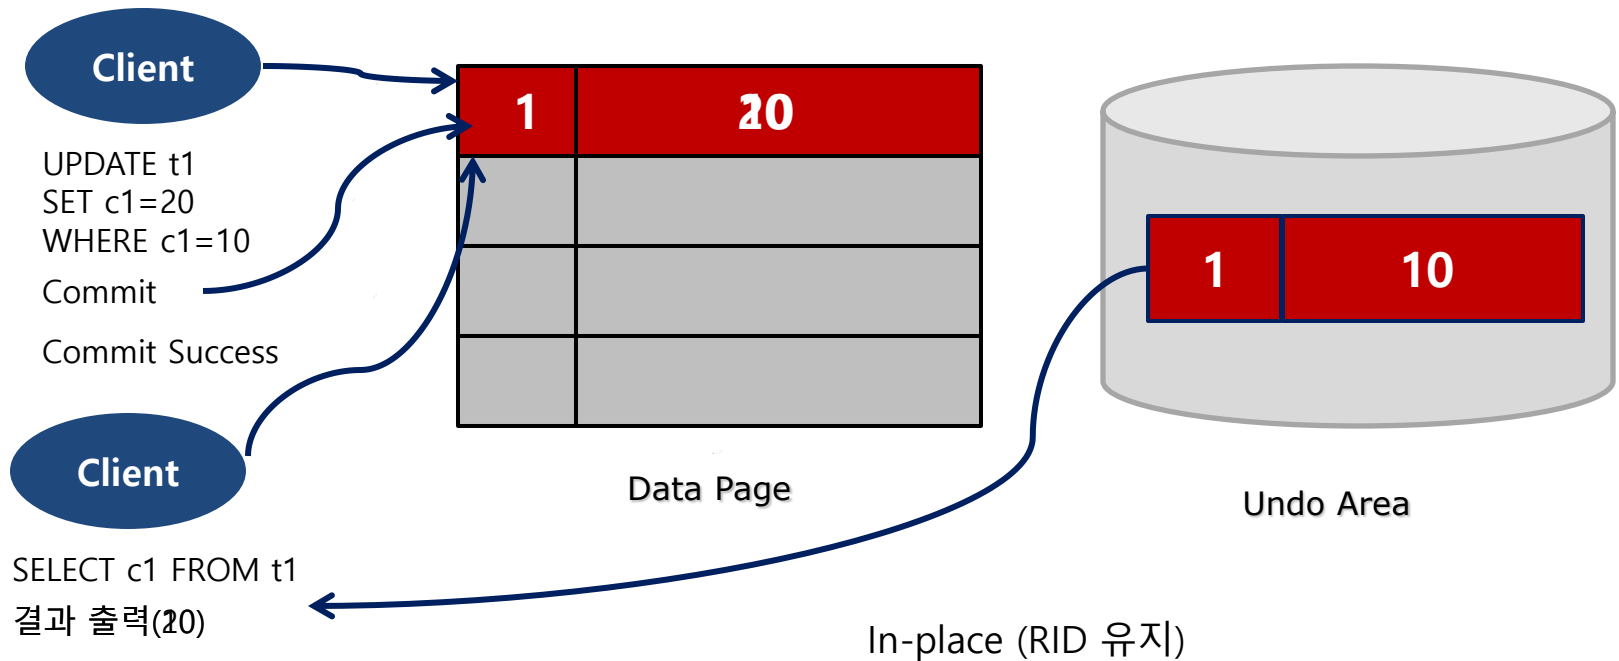 Client
1
1
10
UPDATE t1
SET c1=20
WHERE c1=10
Commit
Commit Success
Client
Data Page
Undo Area
SELECT c1 FROM t1
결과 출력
In-place (RID 유지)